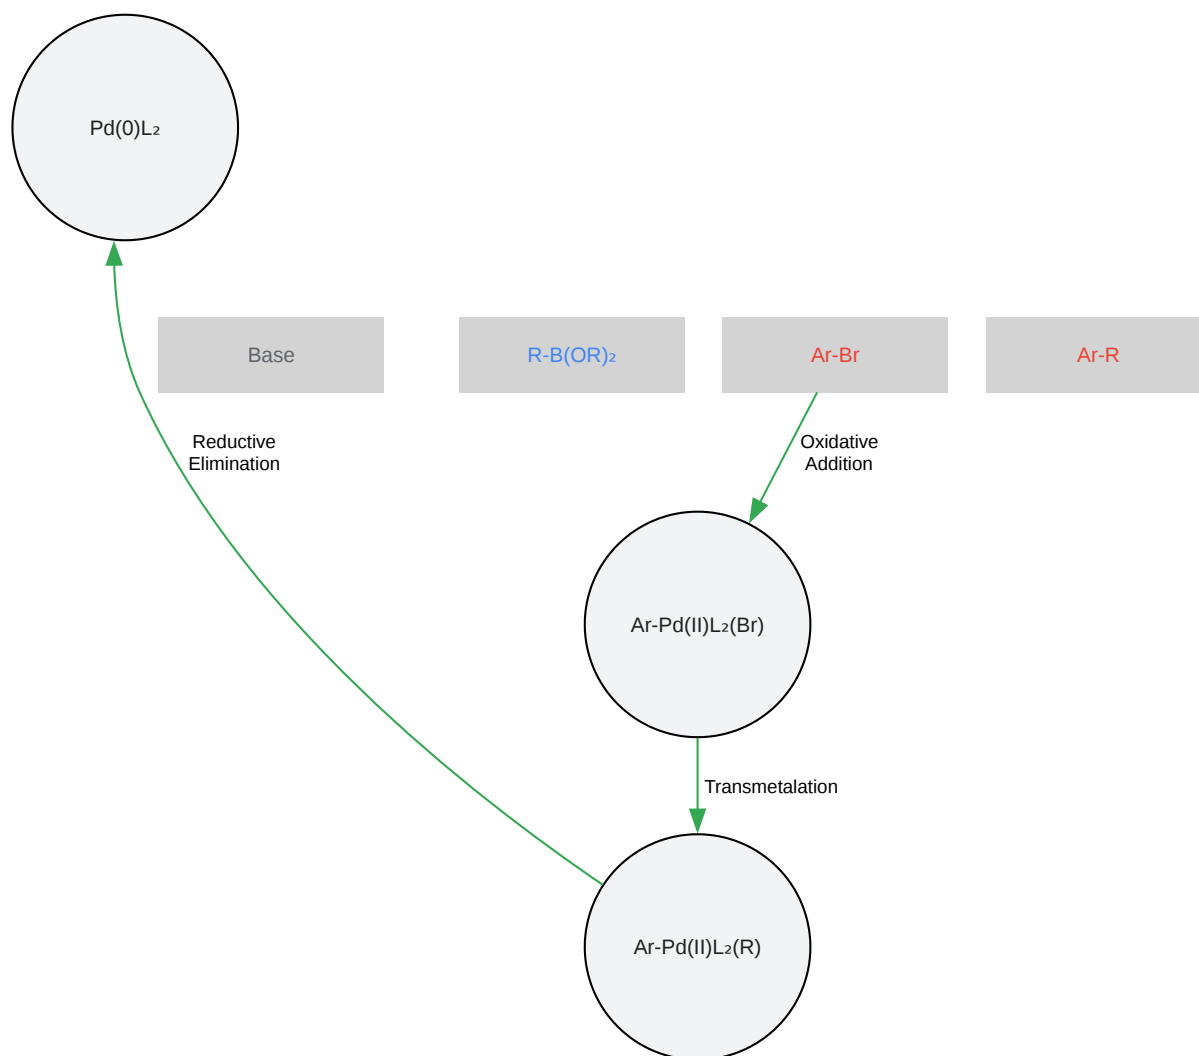 Pd(0)L₂
Base
R-B(OR)₂
Ar-Br
Ar-R
Reductive
Elimination
Oxidative
Addition
Ar-Pd(II)L₂(Br)
Transmetalation
Ar-Pd(II)L₂(R)